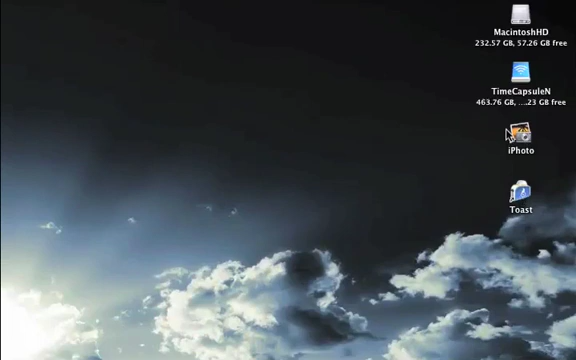 MacintoshHD
232.57 GB, 57.26 GB free
TimeCapsuleN
463.76 GB, ...23 GB free
iPhoto
Toast